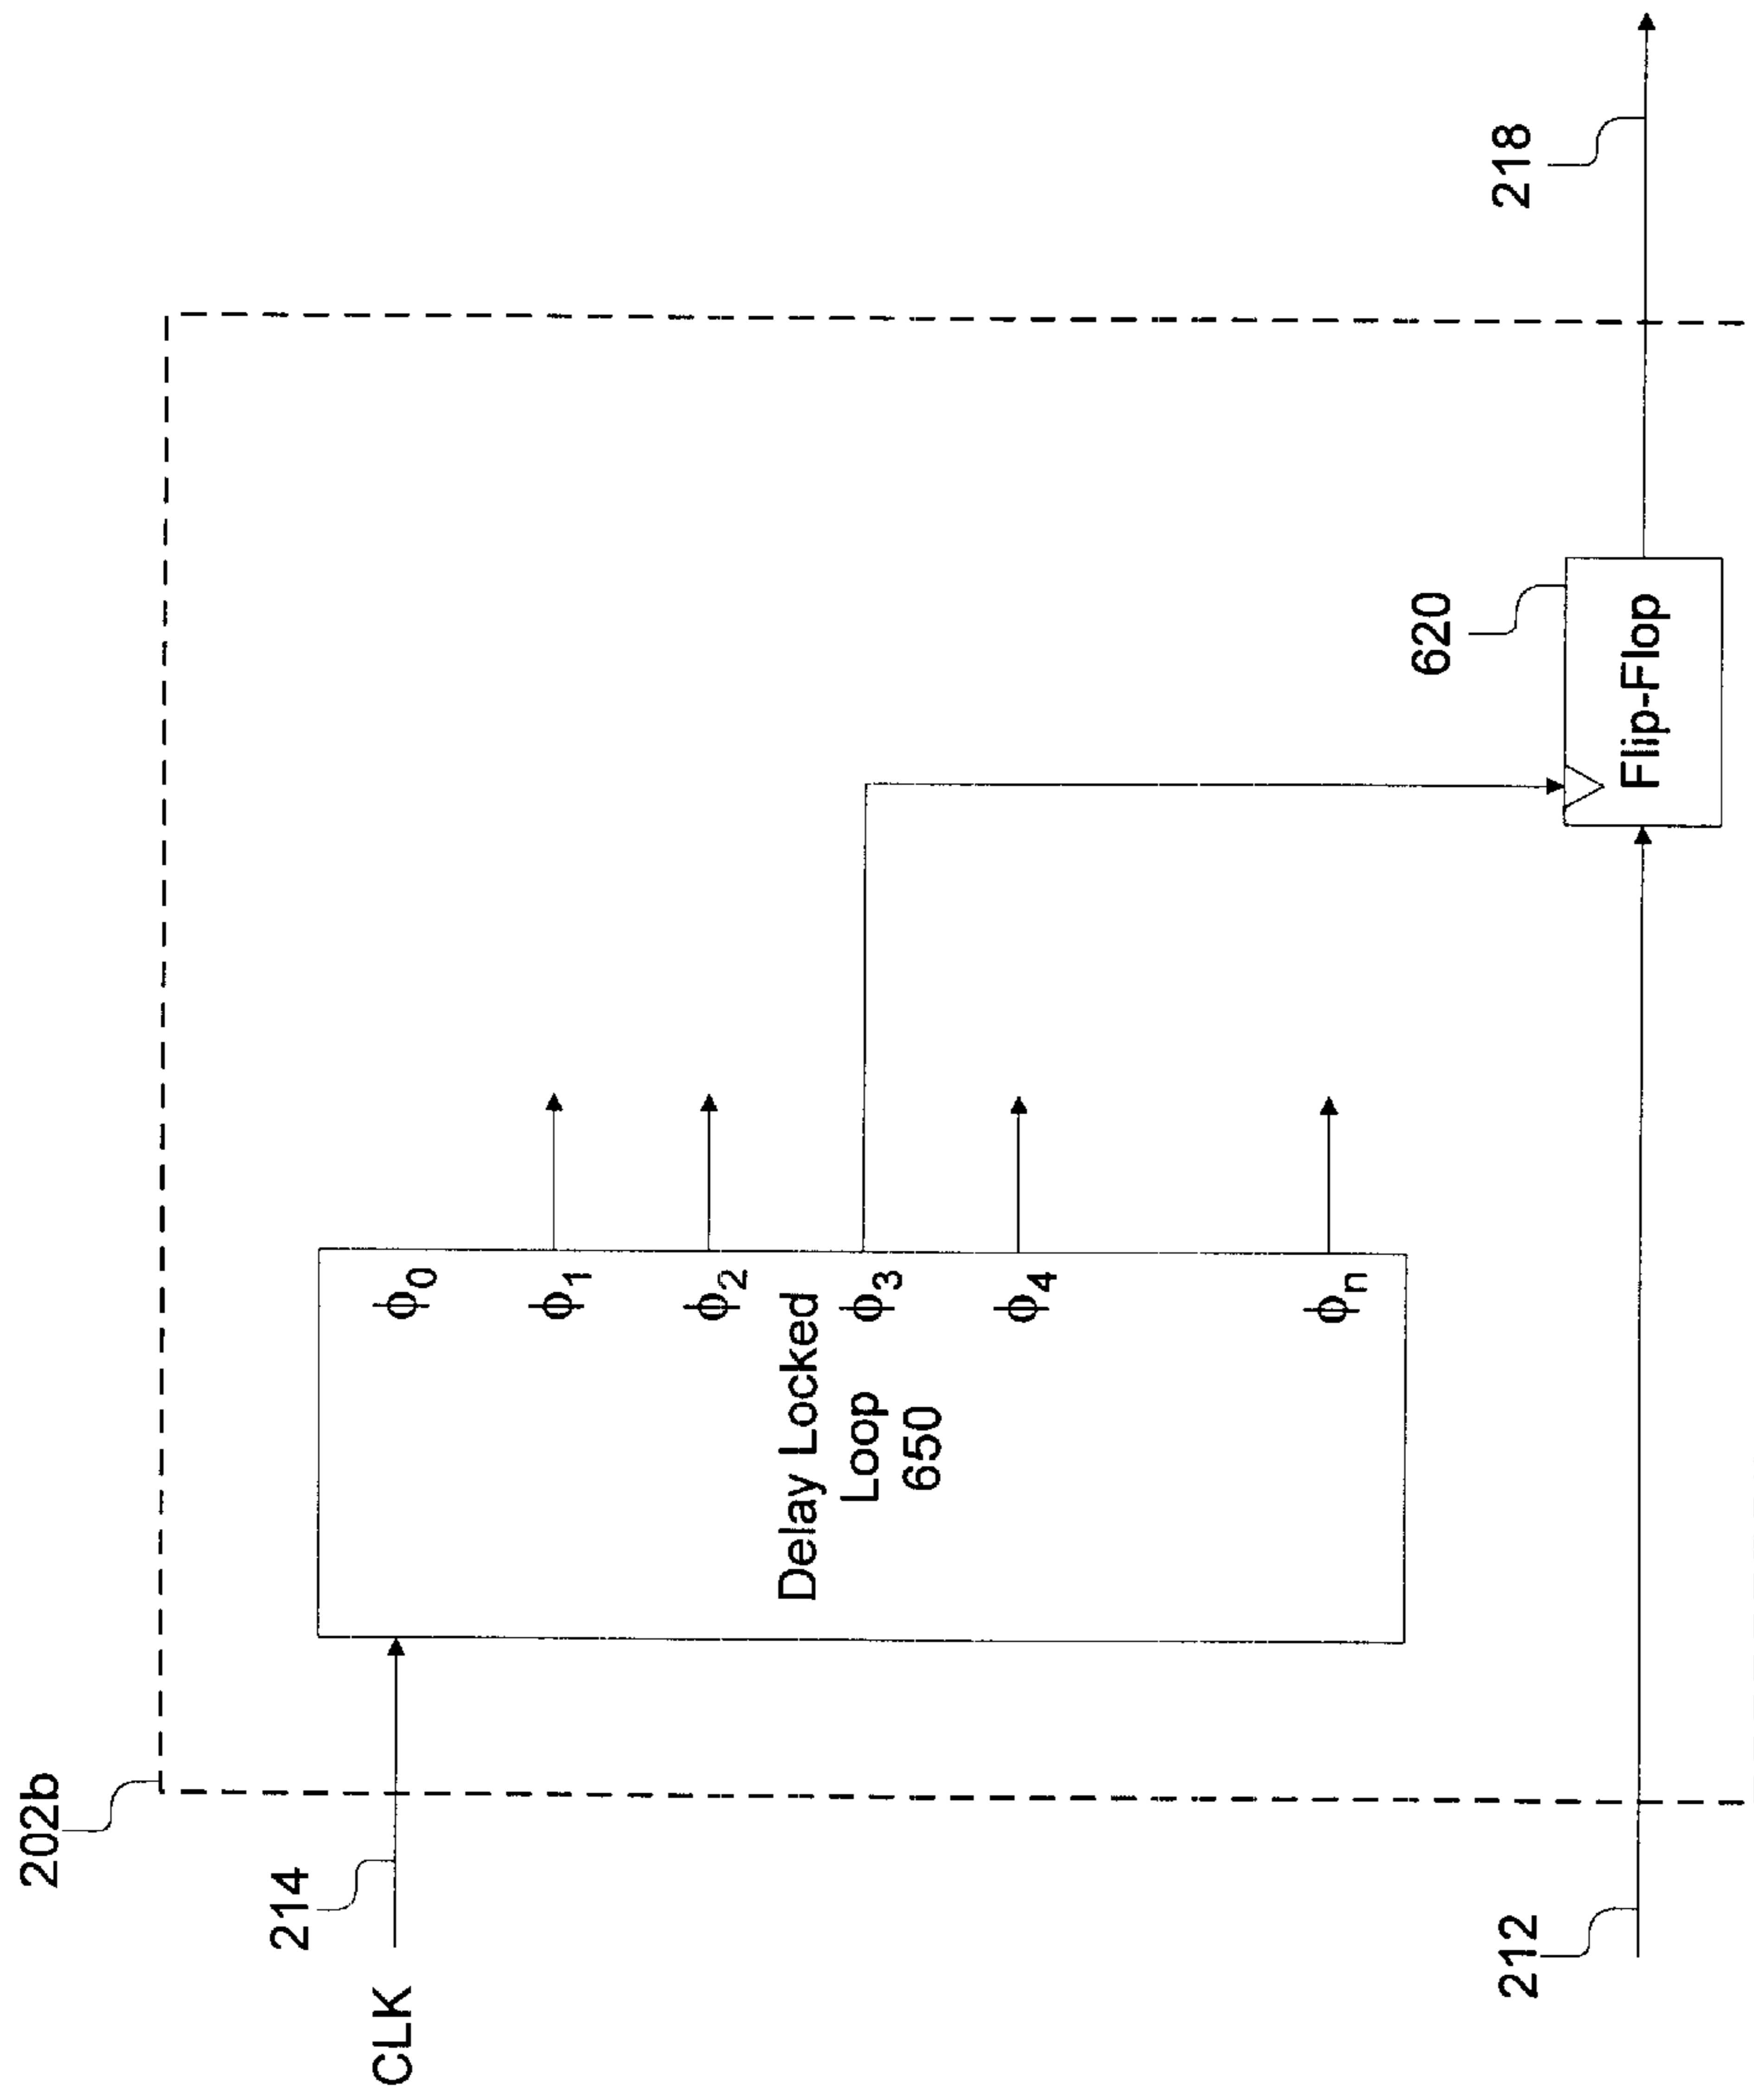 202b
CLK
214
ϕ0
ϕ1
ϕ2
ϕ3
ϕ4
ϕn
Delay Locked
Loop
650
620
Flip-Flop
212
218